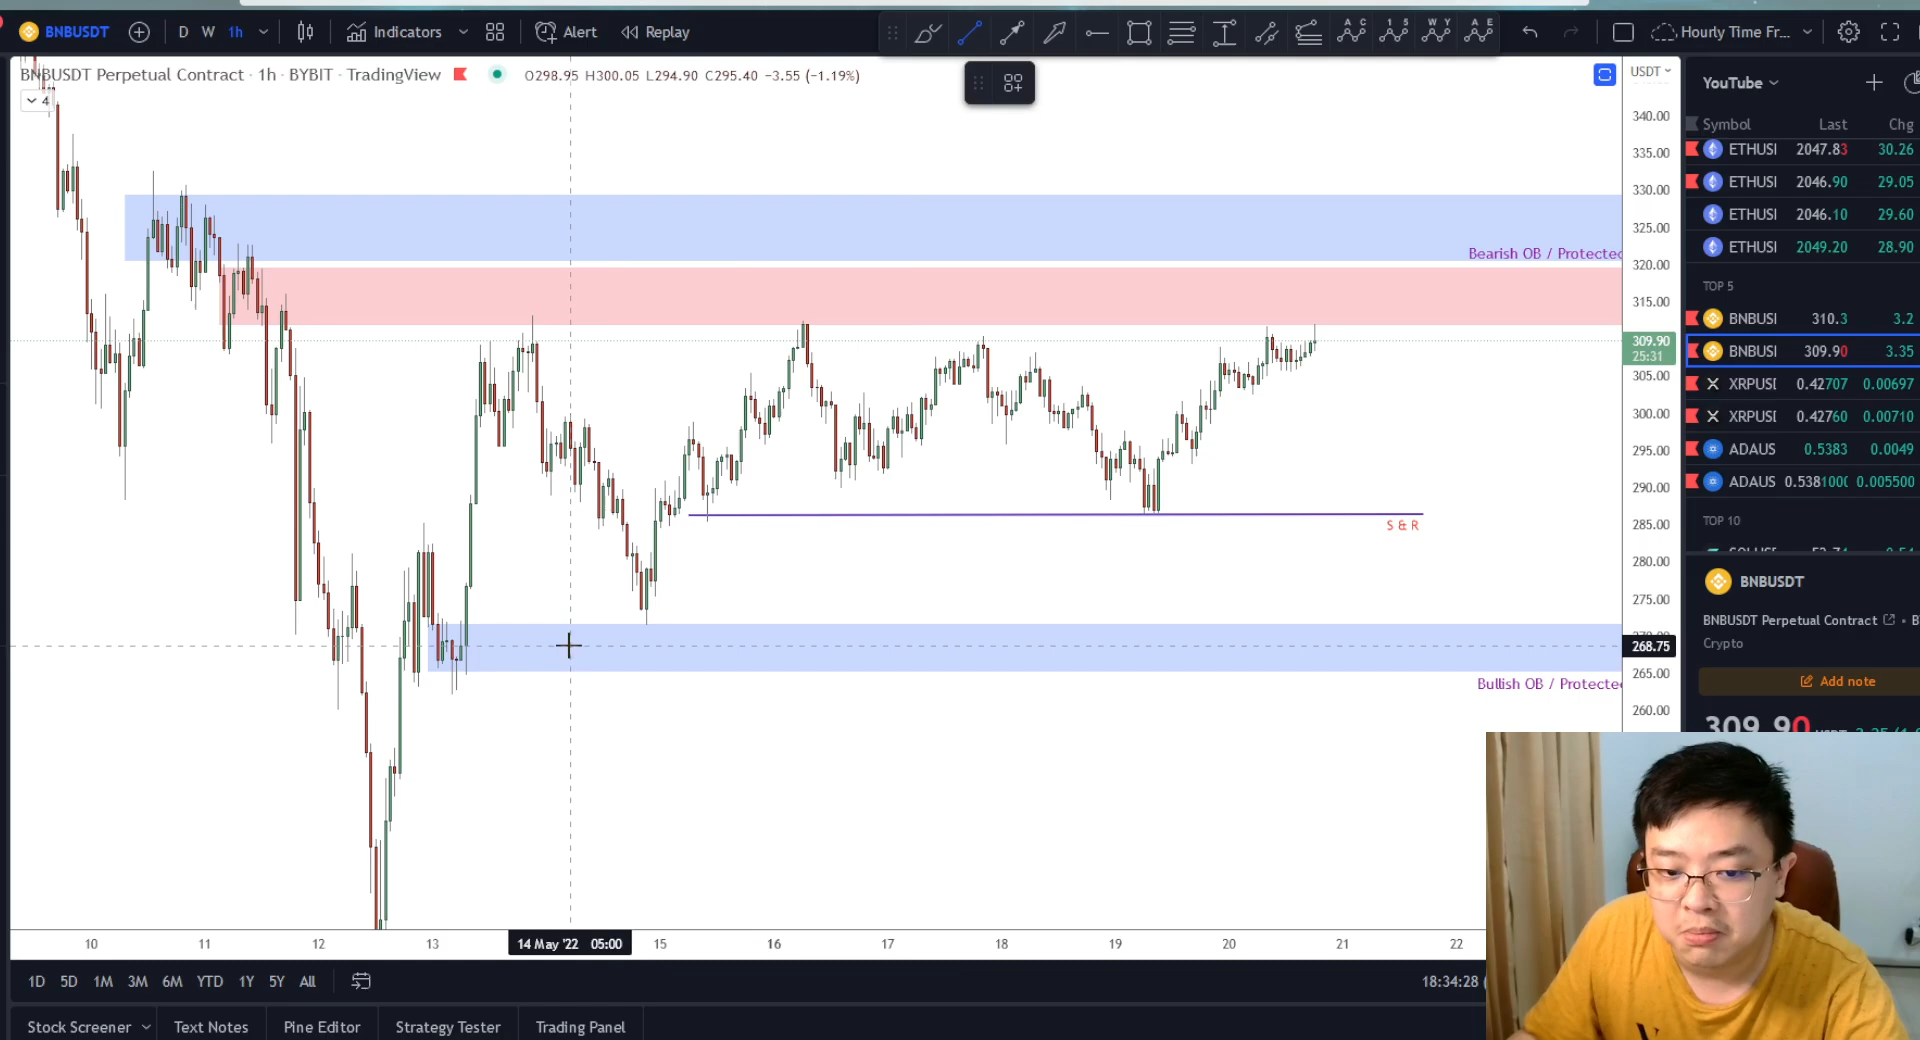 BNBUSDT
D W 1h
Indicators
Alert
Replay
A C
1 5
W Y
A E
Hourly Time Fr...
BNBUSDT Perpetual Contract · 1h · BYBIT · TradingView
O298.95 H300.05 L294.90 C295.40 −3.55 (−1.19%)
4
USDT
340.00
335.00
330.00
325.00
320.00
315.00
309.90
25:31
305.00
300.00
295.00
290.00
285.00
280.00
275.00
268.75
265.00
260.00
Bearish OB / Protected
S & R
Bullish OB / Protected
10 11 12 13 14 May '22 05:00 15 16 17 18 19 20 21 22
1D 5D 1M 3M 6M YTD 1Y 5Y All
18:34:28 (
Stock Screener
Text Notes
Pine Editor
Strategy Tester
Trading Panel
YouTube
Symbol Last Chg
ETHUSI 2047.83 30.26
ETHUSI 2046.90 29.05
ETHUSI 2046.10 29.60
ETHUSI 2049.20 28.90
TOP 5
BNBUSI 310.3 3.2
BNBUSI 309.90 3.35
XRPUSI 0.42707 0.00697
XRPUSI 0.42760 0.00710
ADAUS 0.5383 0.0049
ADAUS 0.538100 0.005500
TOP 10
BNBUSDT
BNBUSDT Perpetual Contract • B
Crypto
Add note
309.90